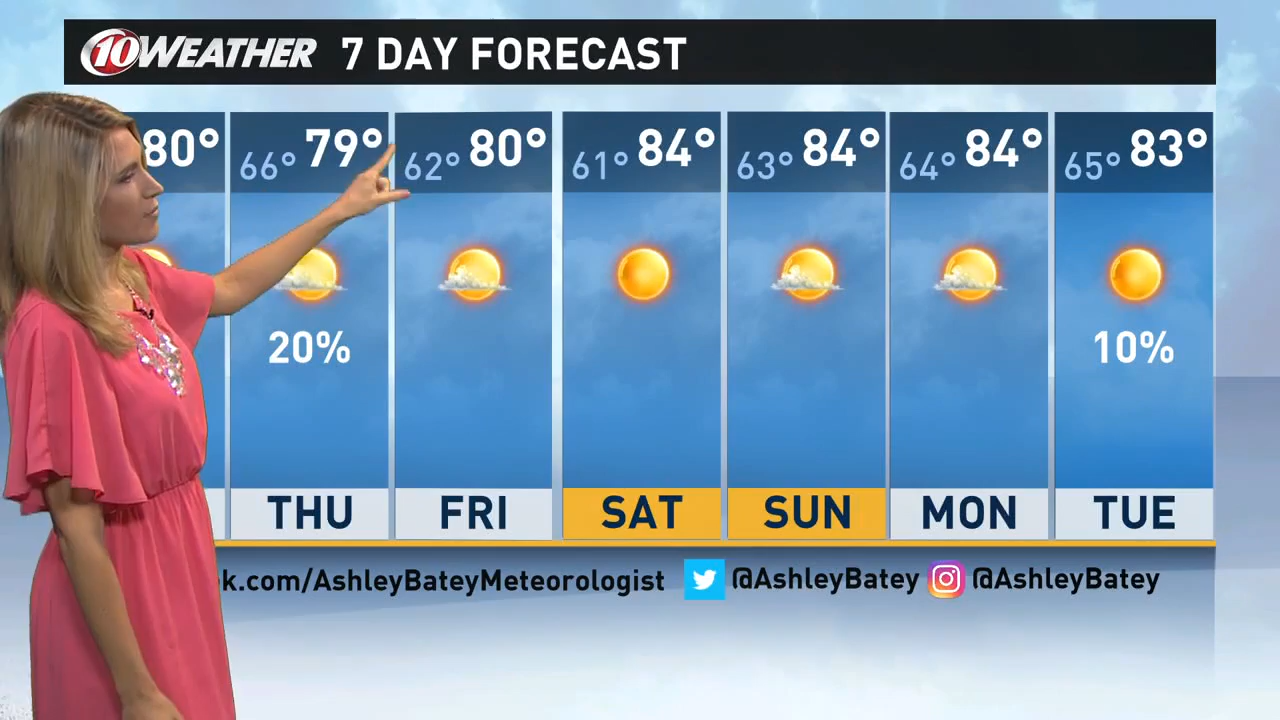 10WEATHER 7 DAY FORECAST
80° 66° 79° 62° 80° 61° 84° 63° 84° 64° 84° 65° 83°
20% 10%
THU FRI SAT SUN MON TUE
k.com/AshleyBateyMeteorologist @AshleyBatey @AshleyBatey